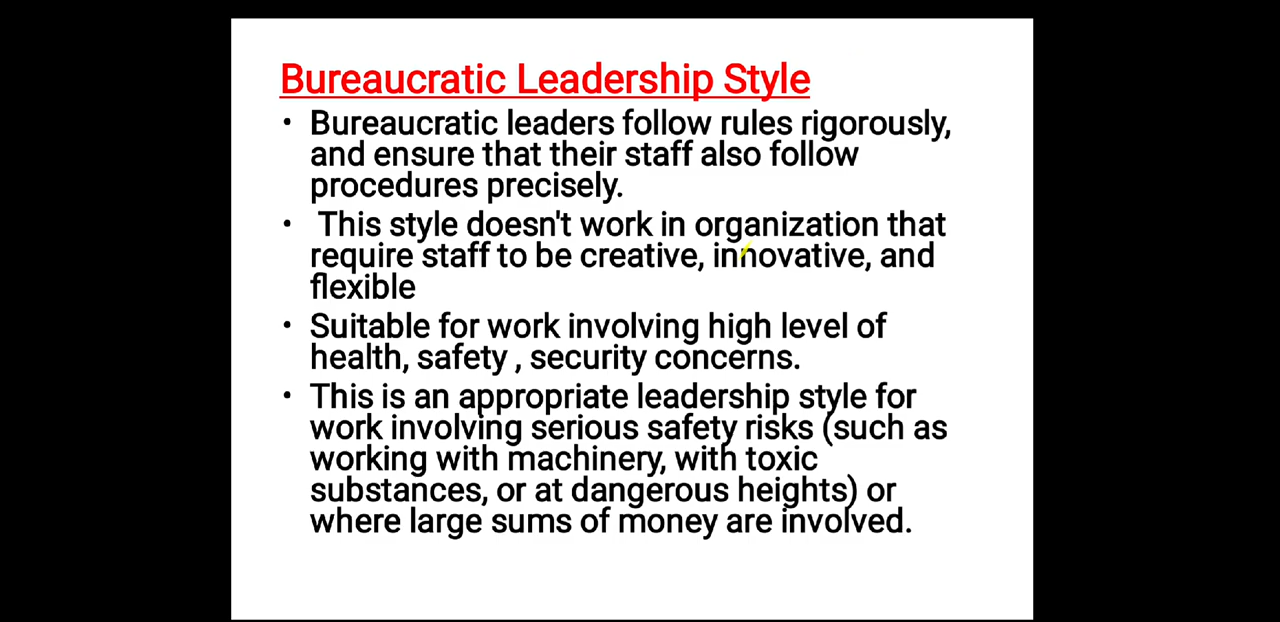 Bureaucratic Leadership Style
• Bureaucratic leaders follow rules rigorously,
and ensure that their staff also follow
procedures precisely.
• This style doesn't work in organization that
require staff to be creative, innovative, and
flexible
• Suitable for work involving high level of
health, safety , security concerns.
• This is an appropriate leadership style for
work involving serious safety risks (such as
working with machinery, with toxic
substances, or at dangerous heights) or
where large sums of money are involved.